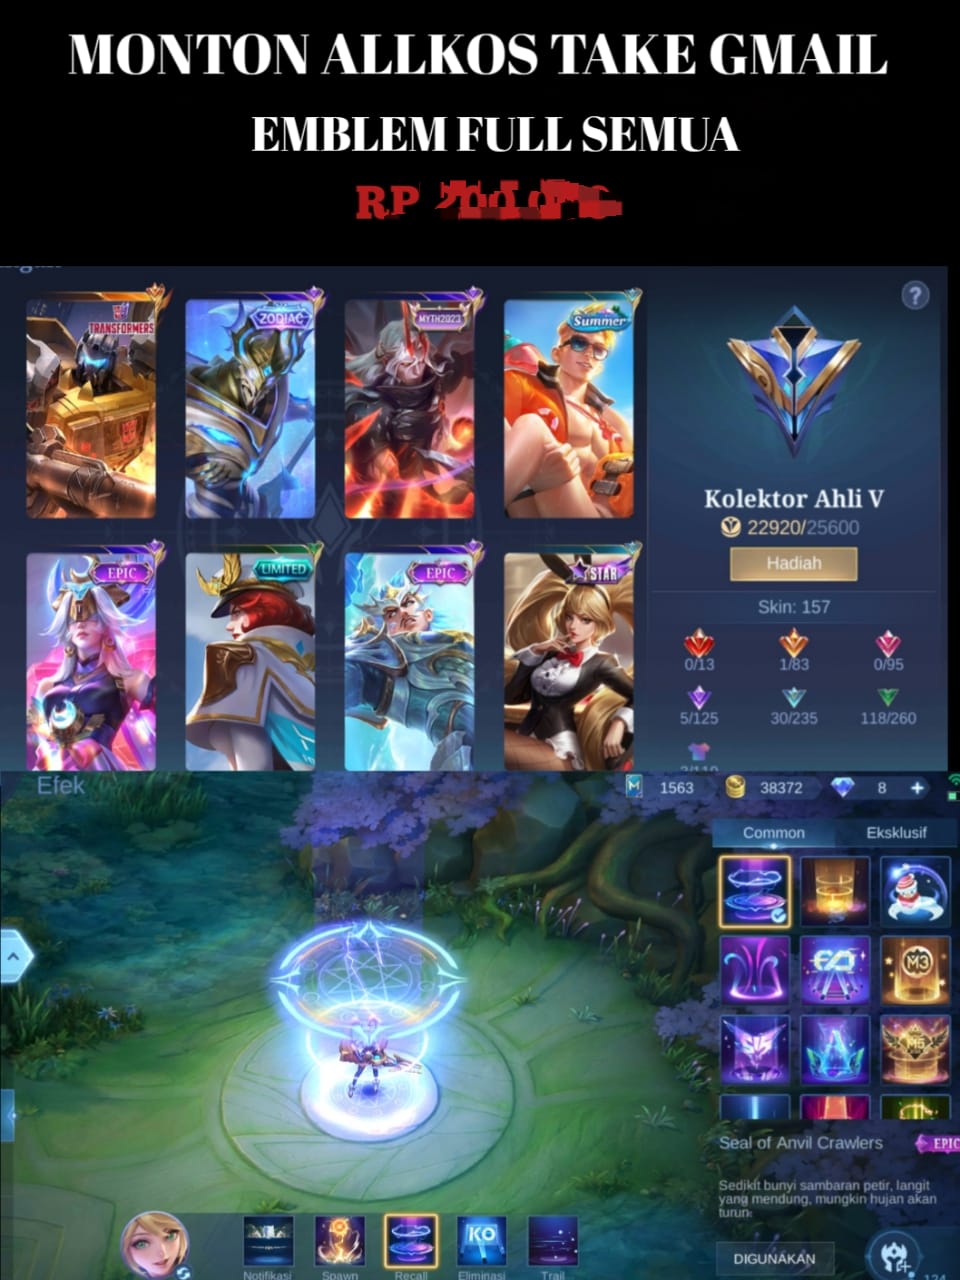 MONTON ALLKOS TAKE GMAIL
EMBLEM FULL SEMUA
RP
?
TRANSFORMERS
ZODIAC
MYTH2023
Summer
Kolektor Ahli V
22920/25600
Hadiah
Skin: 157
0/13
1/83
0/95
5/125
30/235
118/260
EPIC
LIMITED
EPIC
STAR
Efek
1563
38372
8
+
Common
Eksklusif
M3
515
M5
Seal of Anvil Crawlers
EPIC
Sedikit bunyi sambaran petir, langit
yang mendung, mungkin hujan akan
turun.
KO
Notifikasi
Spawn
Recall
Eliminasi
Trail
DIGUNAKAN